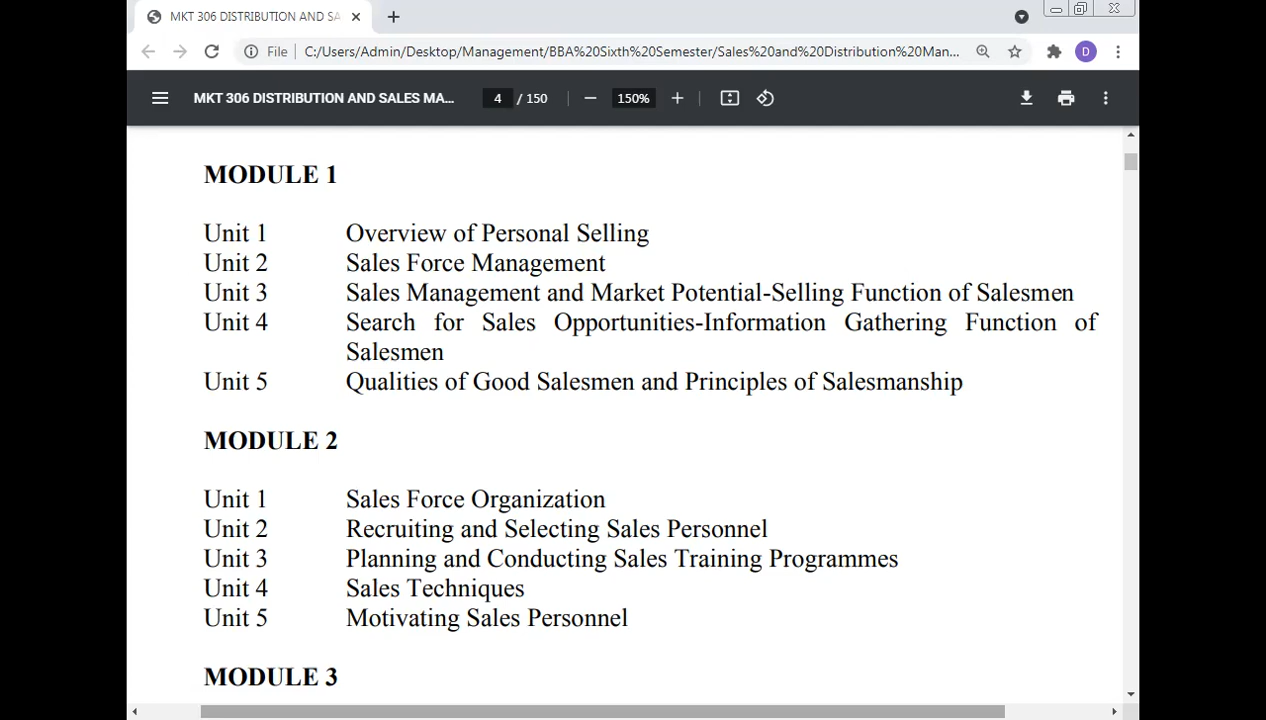 MKT 306 DISTRIBUTION AND SA
File C:/Users/Admin/Desktop/Management/BBA%20Sixth%20Semester/Sales%20and%20Distribution%20Man... D
MKT 306 DISTRIBUTION AND SALES MA... 4 / 150 150%
MODULE 1
Unit 1 Overview of Personal Selling
Unit 2 Sales Force Management
Unit 3 Sales Management and Market Potential-Selling Function of Salesmen
Unit 4 Search for Sales Opportunities-Information Gathering Function of
Salesmen
Unit 5 Qualities of Good Salesmen and Principles of Salesmanship
MODULE 2
Unit 1 Sales Force Organization
Unit 2 Recruiting and Selecting Sales Personnel
Unit 3 Planning and Conducting Sales Training Programmes
Unit 4 Sales Techniques
Unit 5 Motivating Sales Personnel
MODULE 3